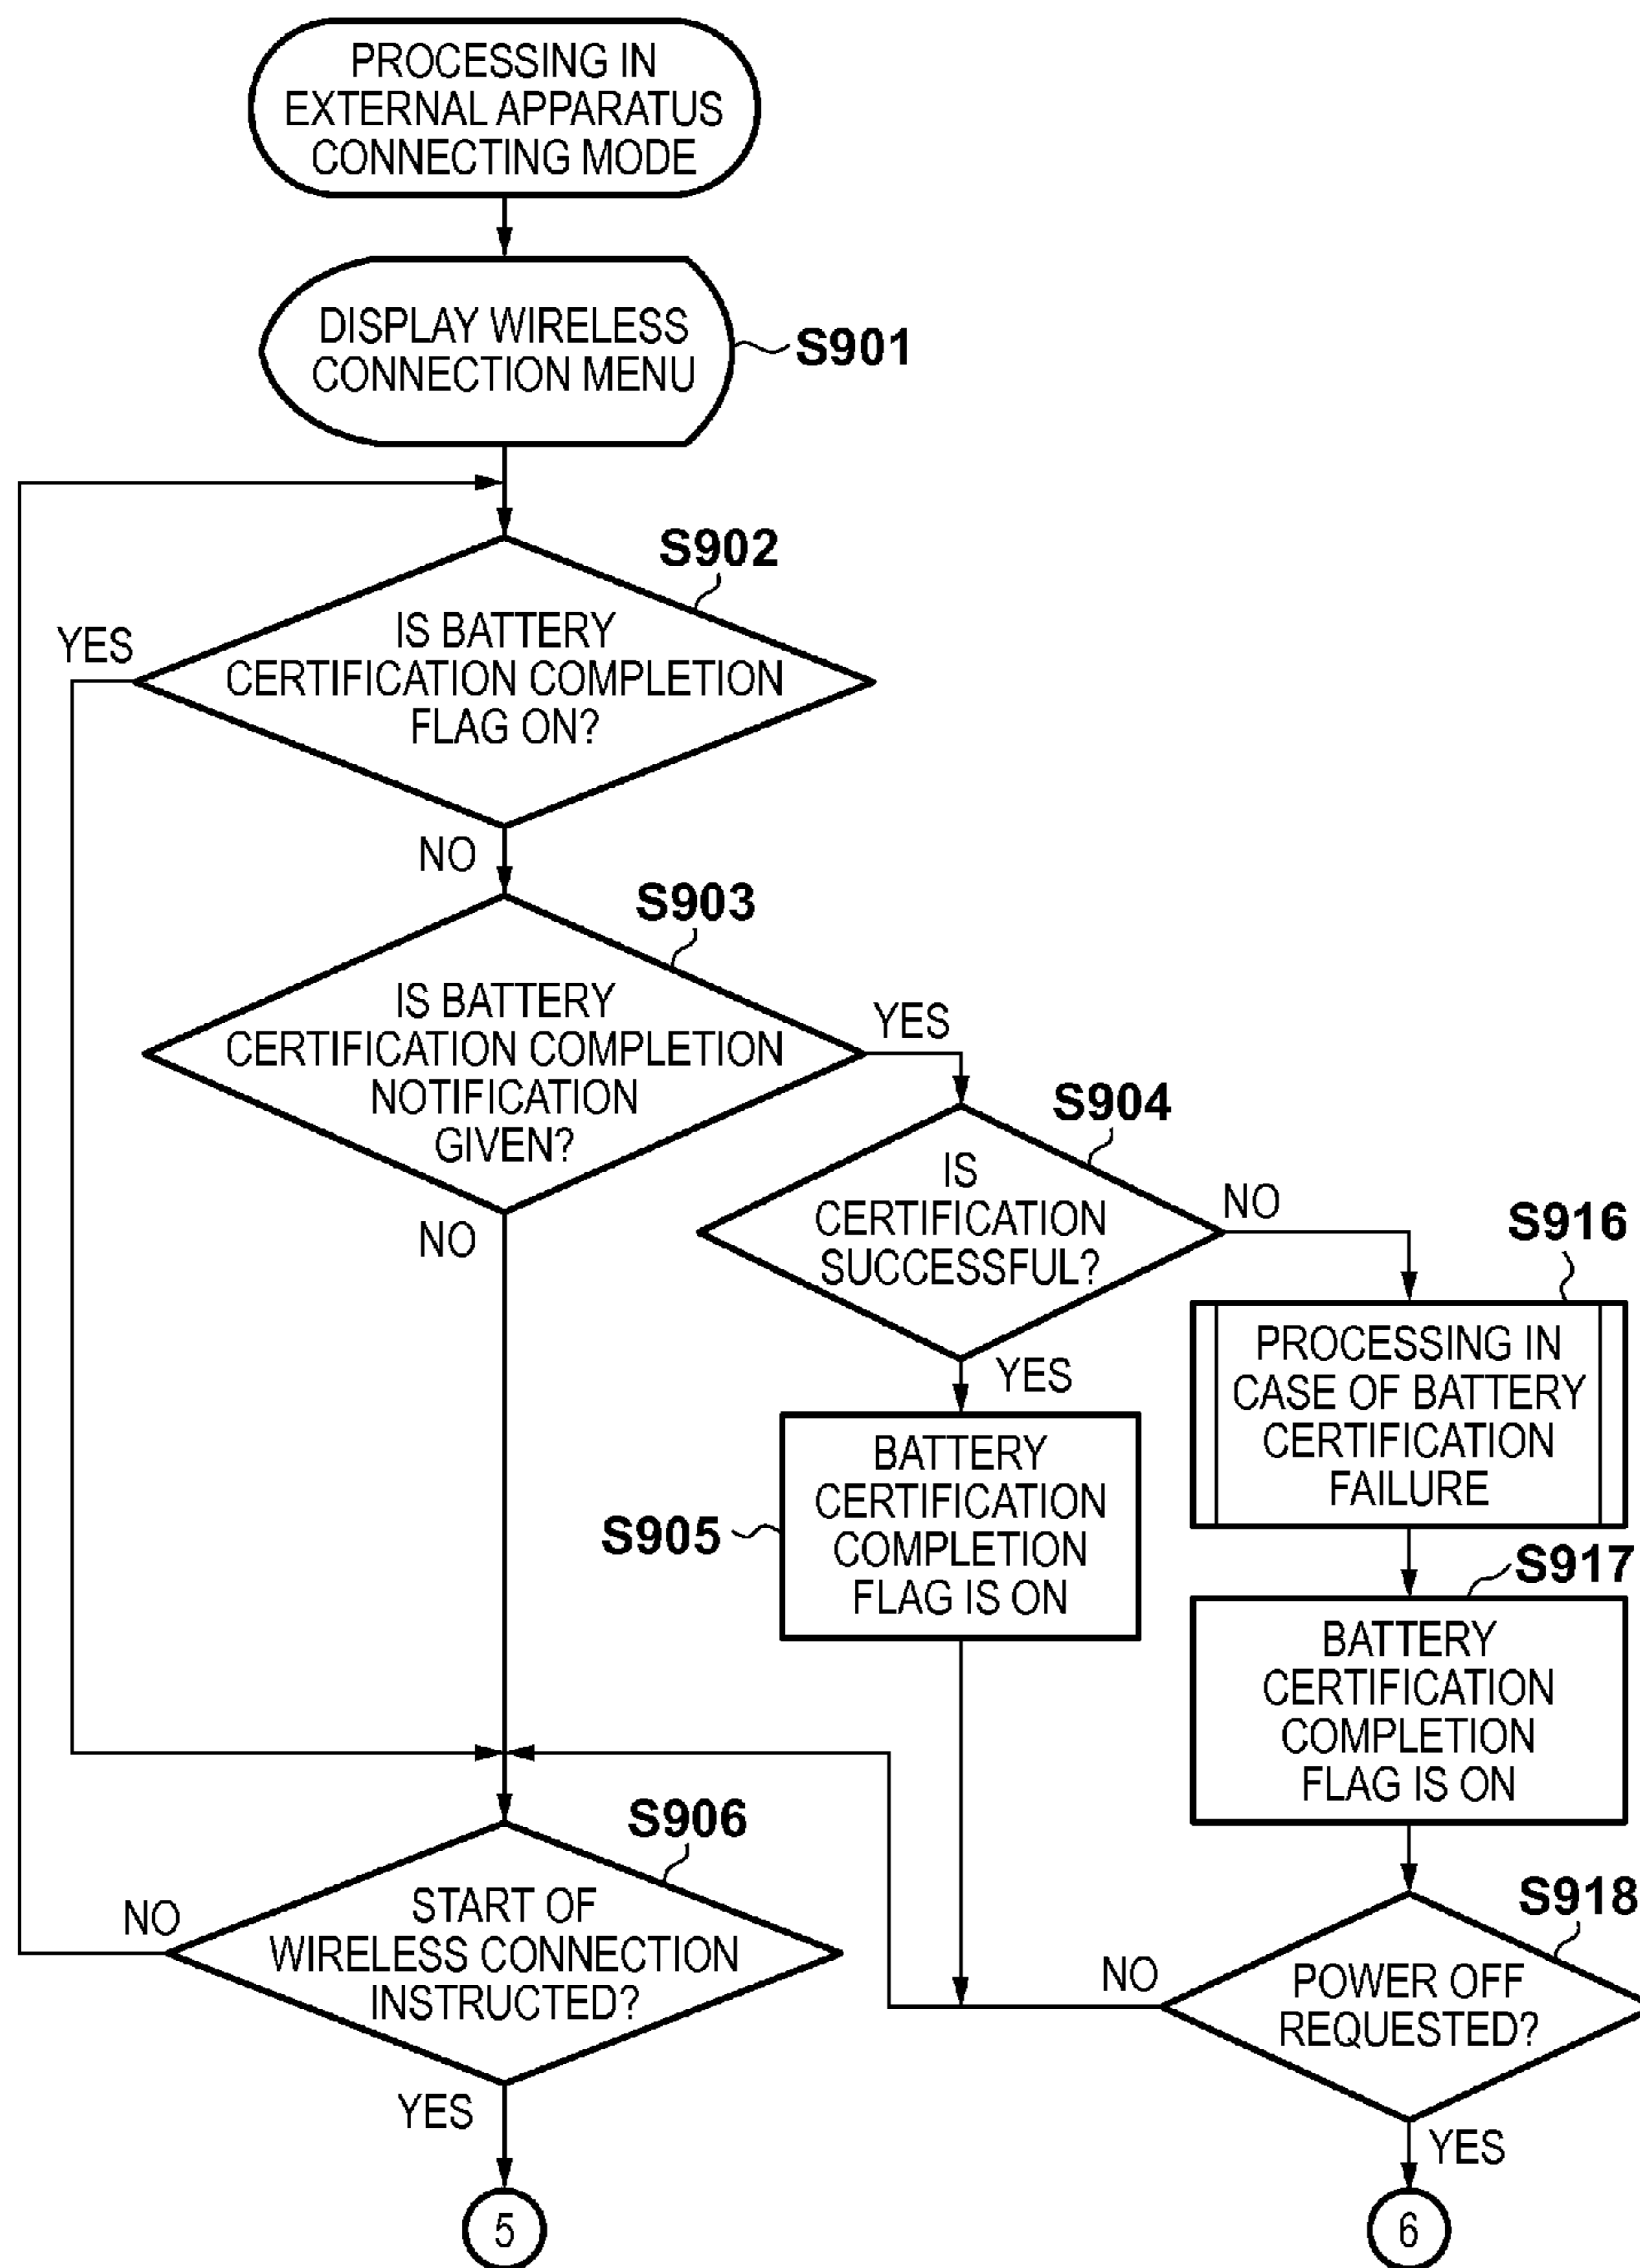 PROCESSING IN
EXTERNAL APPARATUS
CONNECTING MODE
DISPLAY WIRELESS
CONNECTION MENU
S901
S902
IS BATTERY
CERTIFICATION COMPLETION
FLAG ON?
YES
NO
S903
IS BATTERY
CERTIFICATION COMPLETION
NOTIFICATION
GIVEN?
YES
NO
S904
IS
CERTIFICATION
SUCCESSFUL?
NO
YES
S916
PROCESSING IN
CASE OF BATTERY
CERTIFICATION
FAILURE
S905
BATTERY
CERTIFICATION
COMPLETION
FLAG IS ON
S917
BATTERY
CERTIFICATION
COMPLETION
FLAG IS ON
S906
START OF
WIRELESS CONNECTION
INSTRUCTED?
NO
YES
S918
POWER OFF
REQUESTED?
NO
YES
5
6